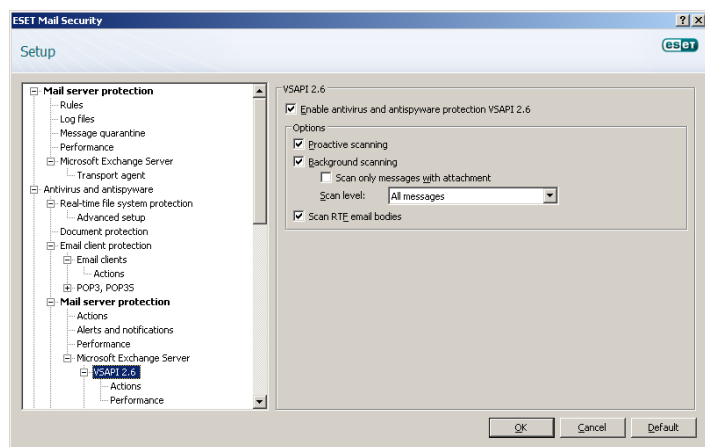 ESET Mail Security
Setup
eset
Mail server protection
Rules
Log files
Message quarantine
Performance
Microsoft Exchange Server
Transport agent
Antivirus and antispyware
Real-time file system protection
Advanced setup
Document protection
Email client protection
Email clients
Actions
POP3, POP3S
Mail server protection
Actions
Alerts and notifications
Performance
Microsoft Exchange Server
VSAPI 2.6
Actions
Performance
VSAPI 2.6
Enable antivirus and antispyware protection VSAPI 2.6
Options
Proactive scanning
Background scanning
Scan only messages with attachment
Scan level: All messages
Scan RTF email bodies
OK Cancel Default